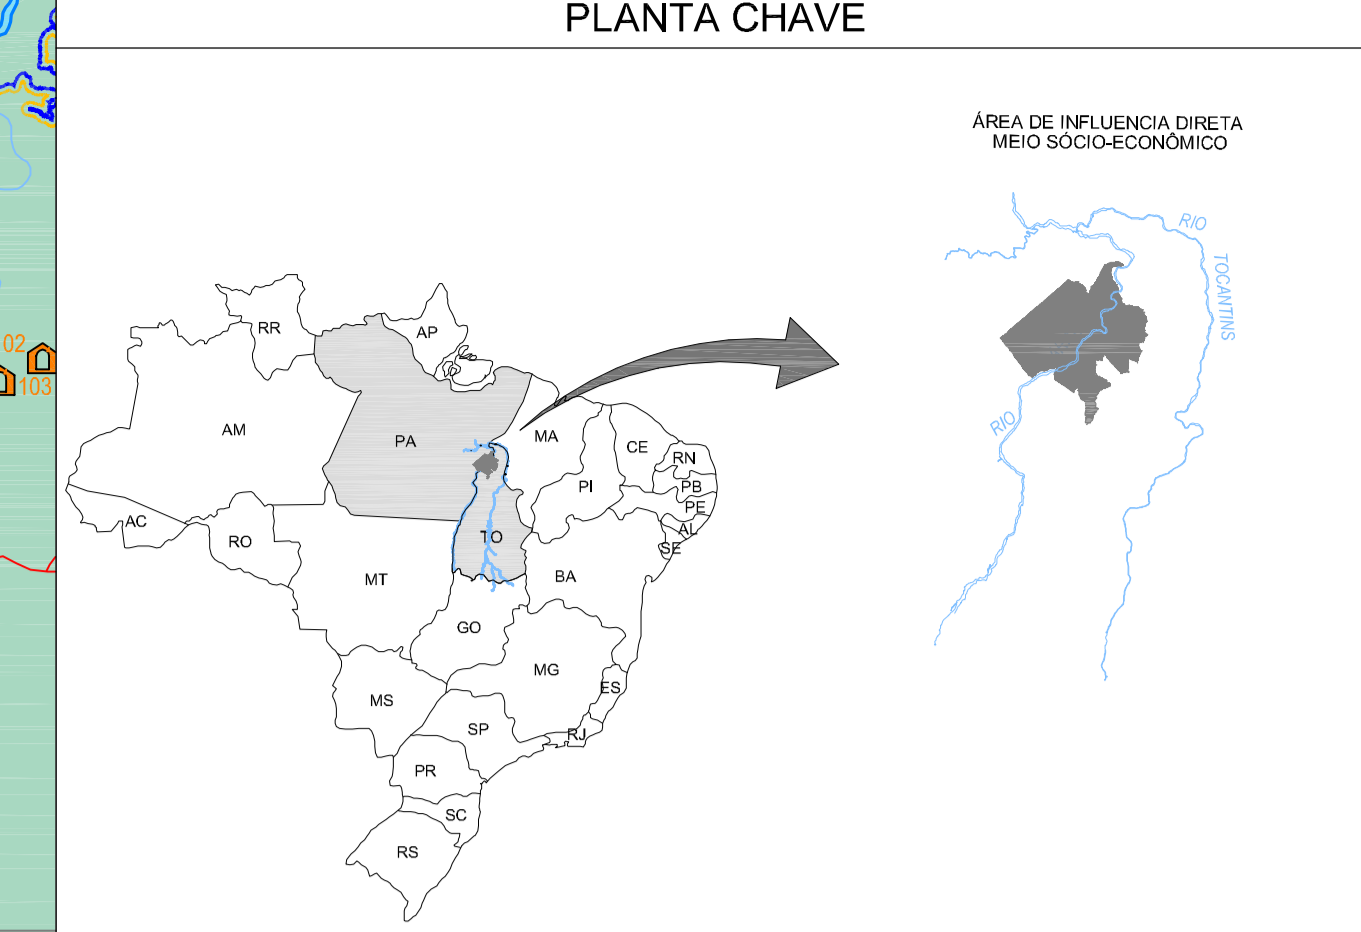 PLANTA CHAVE
ÁREA DE INFLUENCIA DIRETA
MEIO SÓCIO-ECONÔMICO
RIO
TOCANTINS
RIO
02
103
RR
AP
AM
PA
MA
CE
RN
PI
PB
PE
AC
AL
RO
TO
SE
MT
BA
GO
MG
MS
ES
SP
RJ
PR
SC
RS